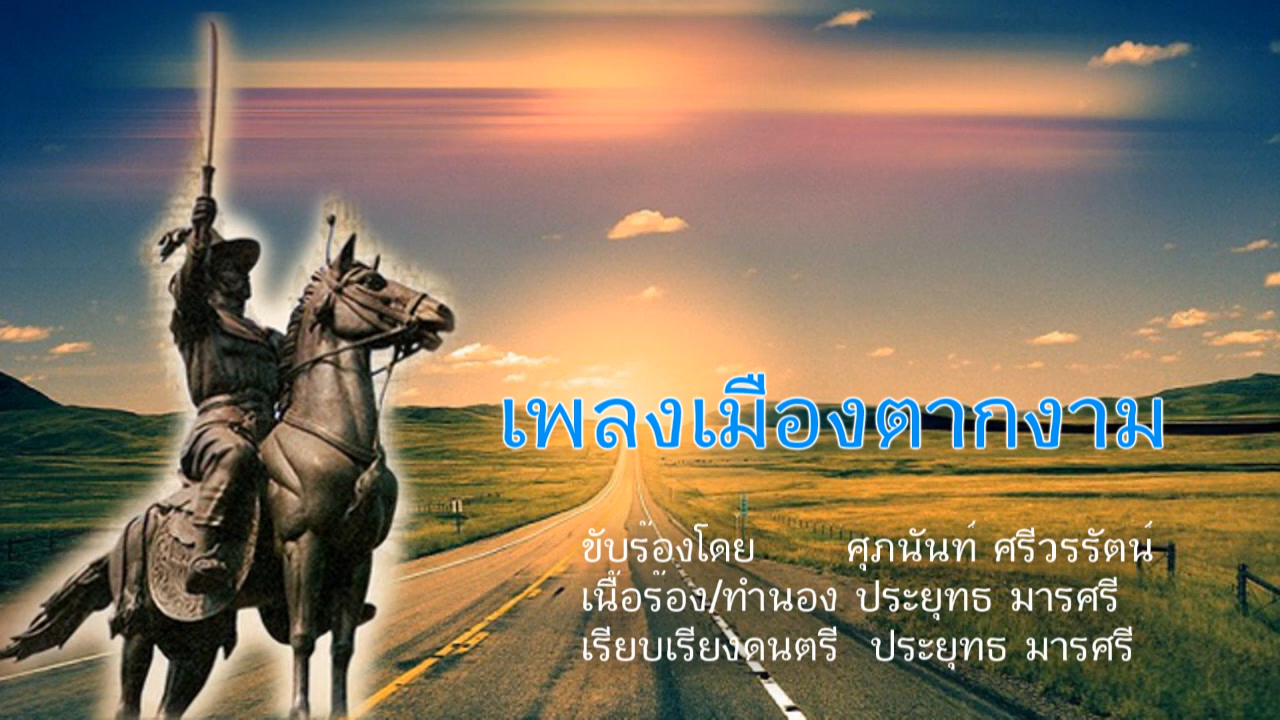 เพลงเมืองตากงาม
ขับร้องโดย ศุภนันท์ ศรีวรรัตน์
เนื้อร้อง/ทำนอง ประยุทธ มารศรี
เรียบเรียงดนตรี ประยุทธ มารศรี